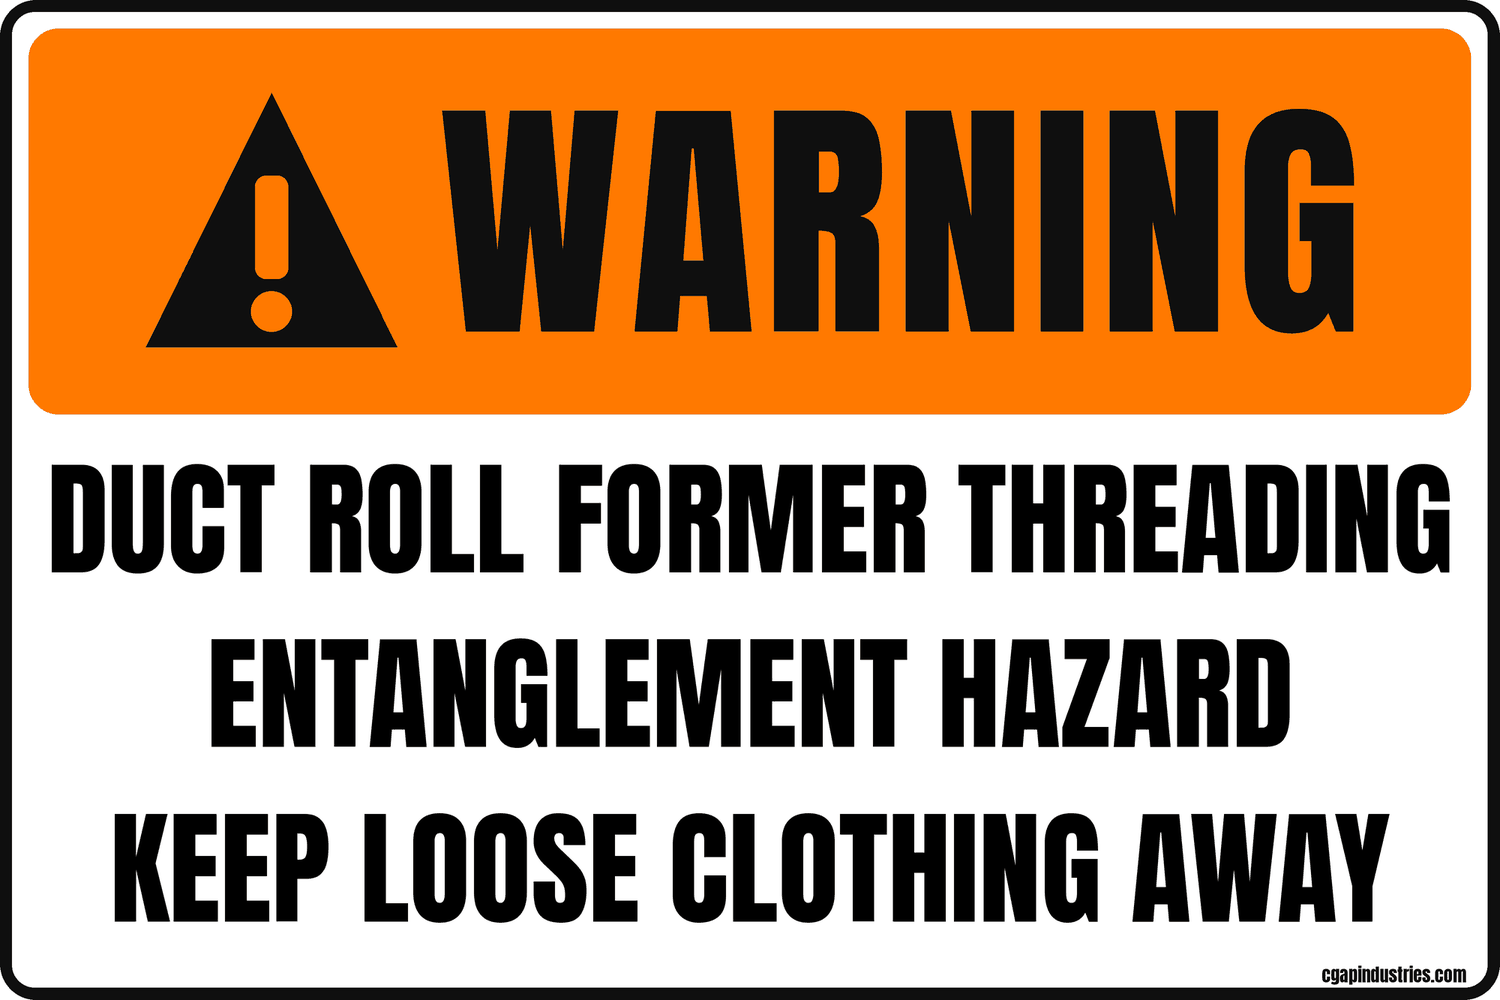 WARNING
DUCT ROLL FORMER THREADING
ENTANGLEMENT HAZARD
KEEP LOOSE CLOTHING AWAY
cgapindustries.com